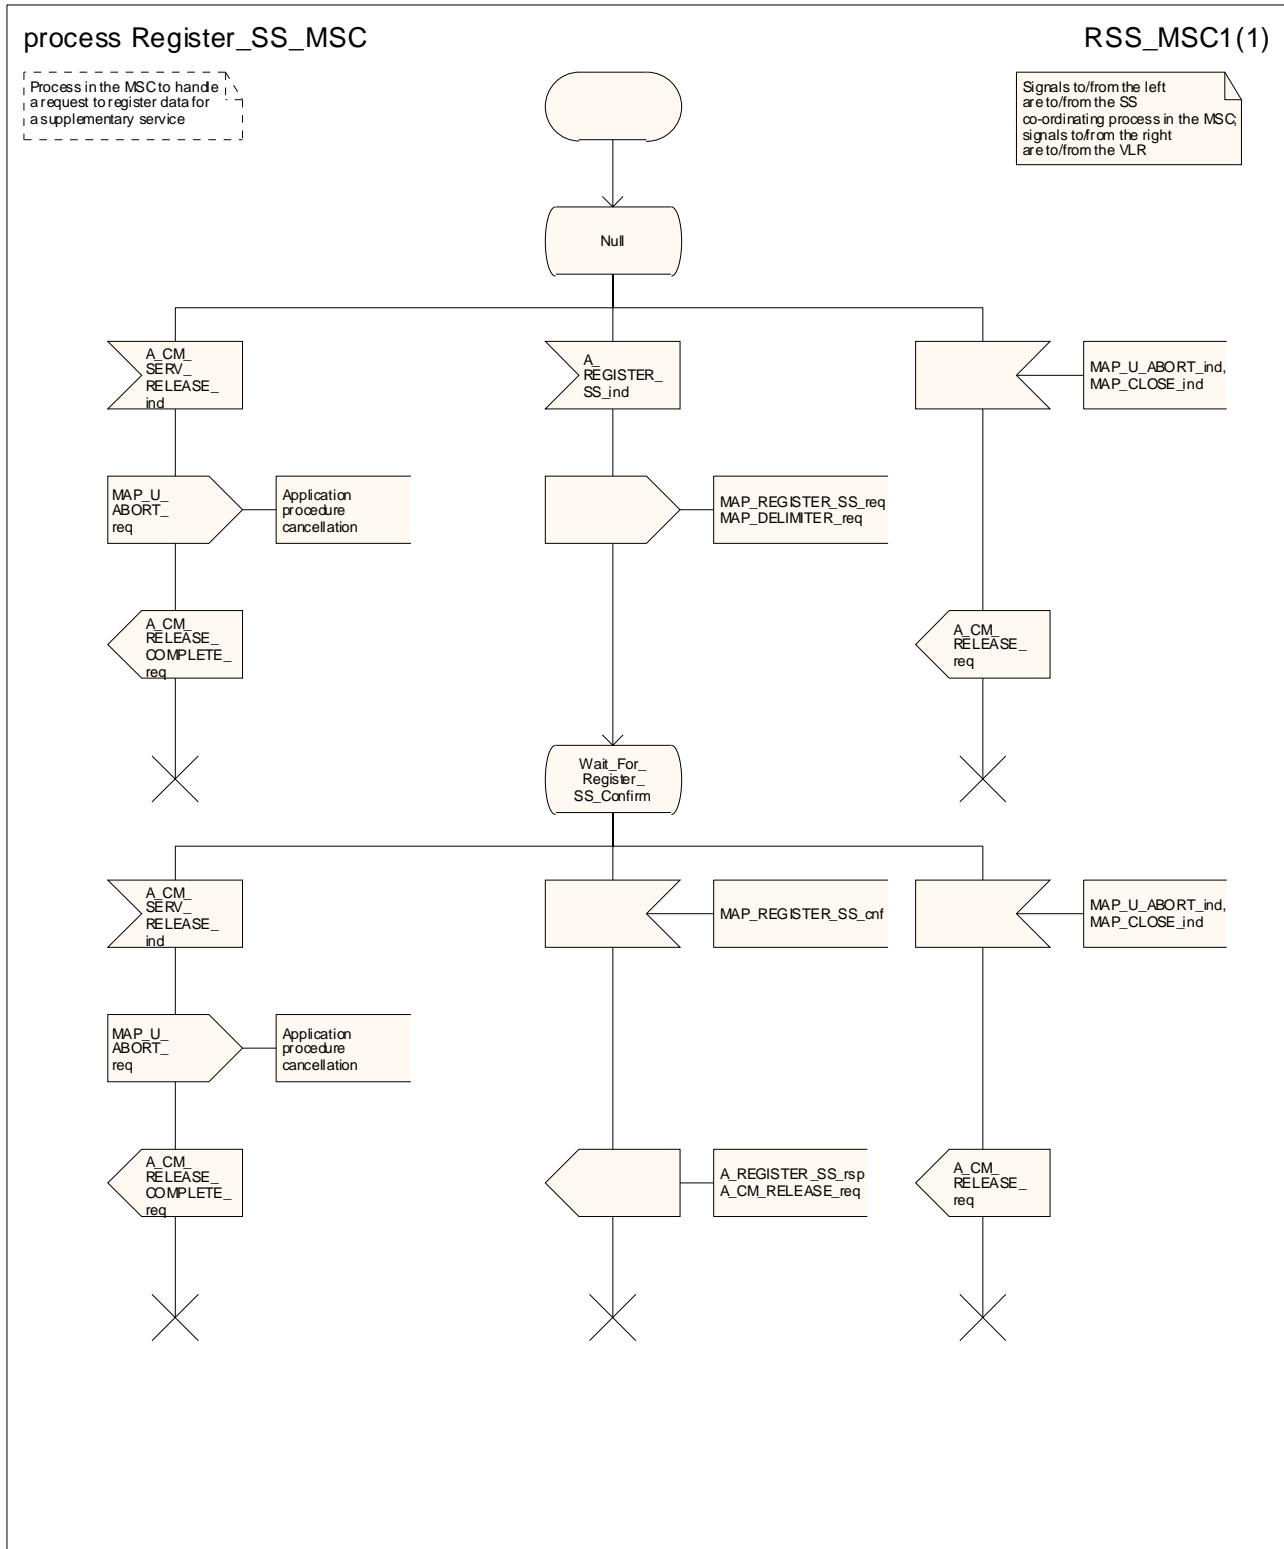 process Register_SS_MSC
RSS_MSC1(1)
Process in the MSC to handle
a request to register data for
a supplementary service
Signals to/from the left
are to/from the SS
co-ordinating process in the MSC;
signals to/from the right
are to/from the VLR
Null
A_CM_
SERV_
RELEASE_
ind
A_
REGISTER_
SS_ind
MAP_U_ABORT_ind,
MAP_CLOSE_ind
MAP_U_
ABORT_
req
Application
procedure
cancellation
MAP_REGISTER_SS_req
MAP_DELIMITER_req
A_CM_
RELEASE_
COMPLETE_
req
A_CM_
RELEASE_
req
Wait_For_
Register_
SS_Confirm
A_CM_
SERV_
RELEASE_
ind
MAP_REGISTER_SS_cnf
MAP_U_ABORT_ind,
MAP_CLOSE_ind
MAP_U_
ABORT_
req
Application
procedure
cancellation
A_CM_
RELEASE_
COMPLETE_
req
A_REGISTER_SS_rsp
A_CM_RELEASE_req
A_CM_
RELEASE_
req